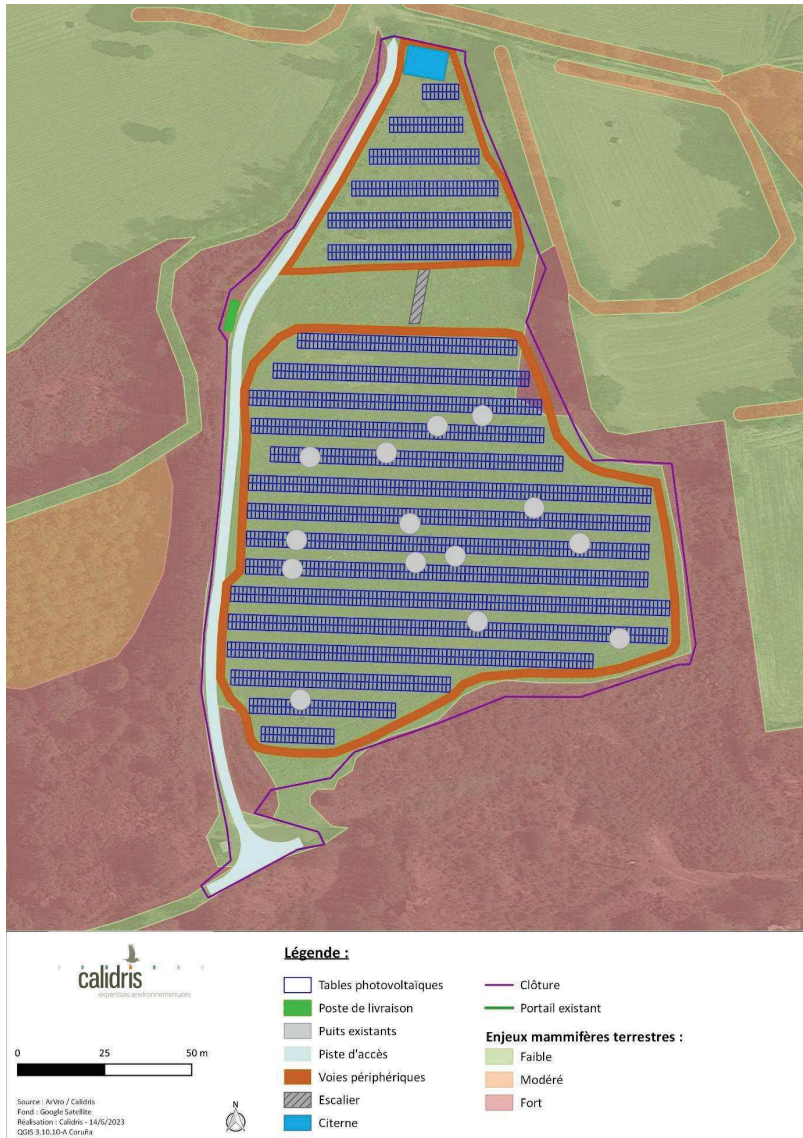 calidris
expertises environnementales
0 25 50 m
Source : ArVro / Calidris
Fond : Google Satellite
Réalisation : Calidris - 14/6/2023
QGIS 3.10.10-A Coruña
N
Légende :
Tables photovoltaïques
Poste de livraison
Puits existants
Piste d'accès
Voies périphériques
Escalier
Citerne
Clôture
Portail existant
Enjeux mammifères terrestres :
Faible
Modéré
Fort